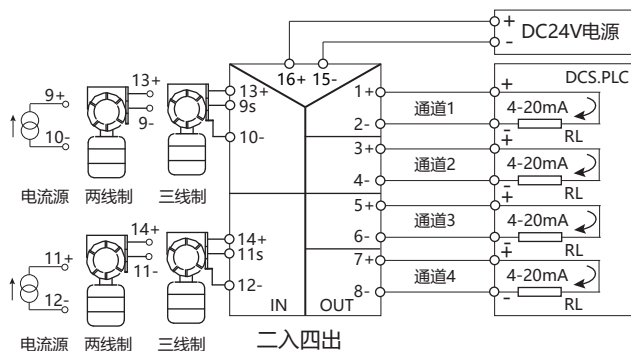 DC24V电源
+
-
16+ 15-
DCS.PLC
9+
10-
电流源
13+
9-
两线制
13+
9s
10-
三线制
1+
2-
通道1
+
-
4-20mA
RL
3+
4-
通道2
+
-
4-20mA
RL
11+
12-
电流源
14+
11-
两线制
14+
11s
12-
三线制
IN
OUT
5+
6-
通道3
+
-
4-20mA
RL
7+
8-
通道4
+
-
4-20mA
RL
二入四出